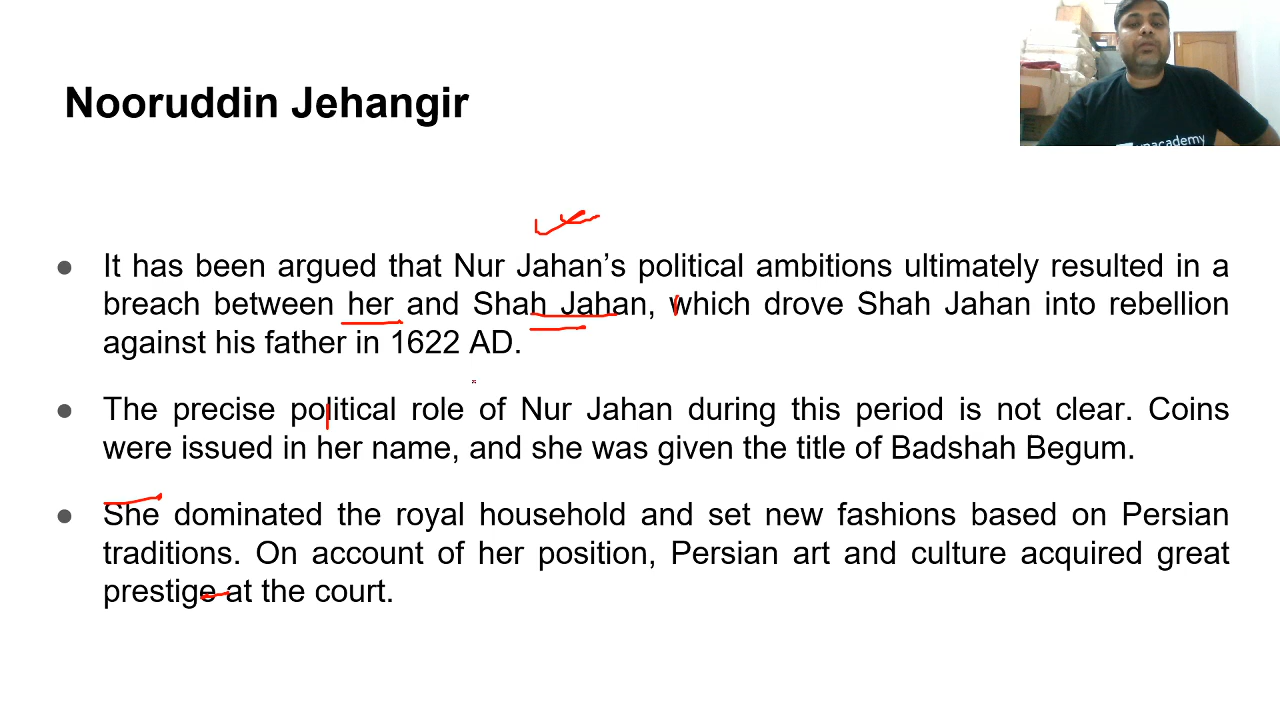 Nooruddin Jehangir
unacademy
● It has been argued that Nur Jahan’s political ambitions ultimately resulted in a
breach between her and Shah Jahan, which drove Shah Jahan into rebellion
against his father in 1622 AD.
● The precise political role of Nur Jahan during this period is not clear. Coins
were issued in her name, and she was given the title of Badshah Begum.
● She dominated the royal household and set new fashions based on Persian
traditions. On account of her position, Persian art and culture acquired great
prestige at the court.